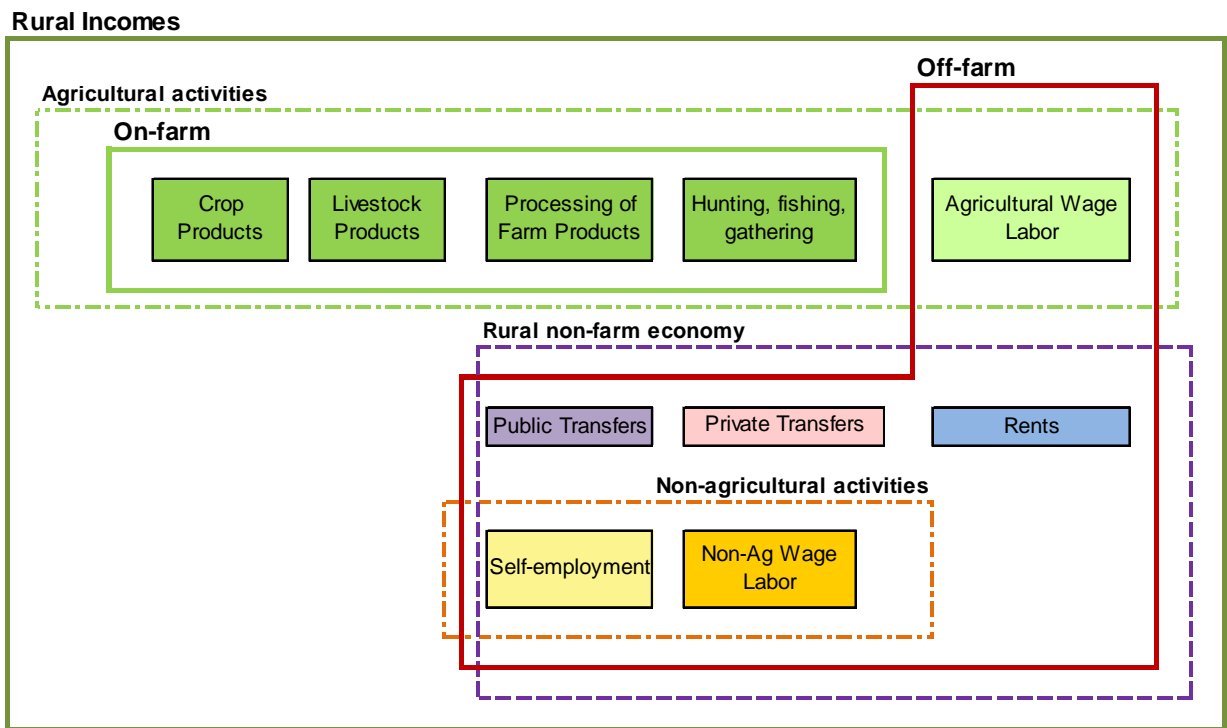 Rural Incomes
Off-farm
Agricultural activities
On-farm
Crop
Products
Livestock
Products
Processing of
Farm Products
Hunting, fishing,
gathering
Agricultural Wage
Labor
Rural non-farm economy
Public Transfers
Private Transfers
Rents
Non-agricultural activities
Self-employment
Non-Ag Wage
Labor